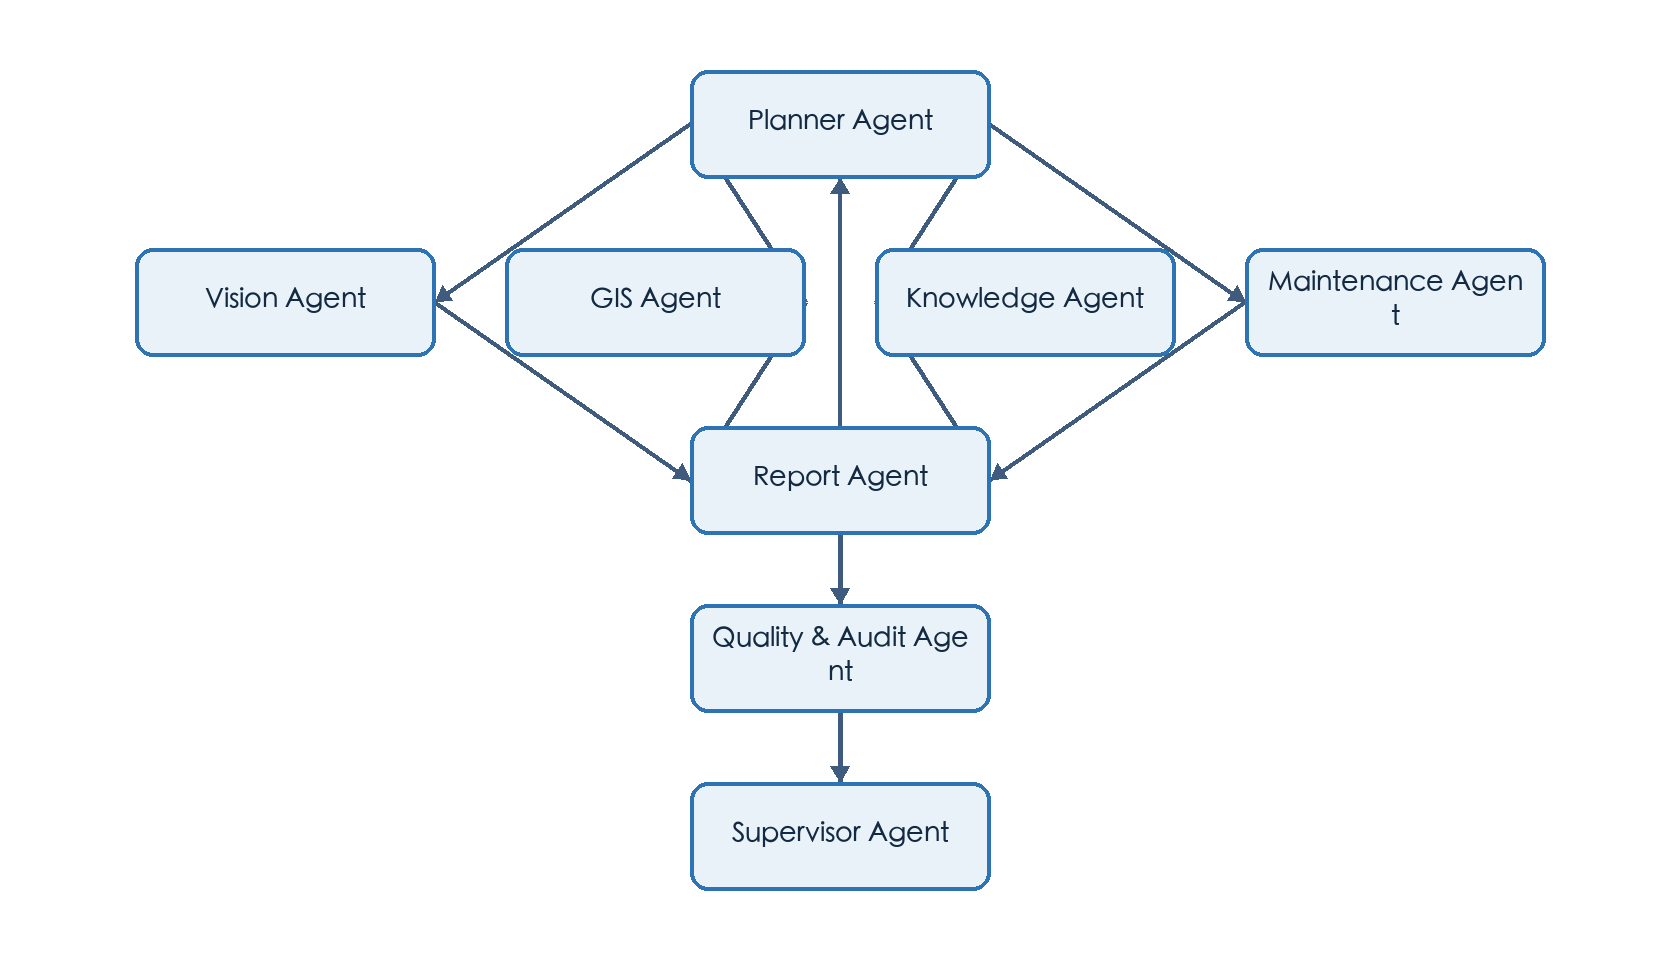 Planner Agent
Vision Agent
GIS Agent
Knowledge Agent
Maintenance Agen
t
Report Agent
Quality & Audit Age
nt
Supervisor Agent